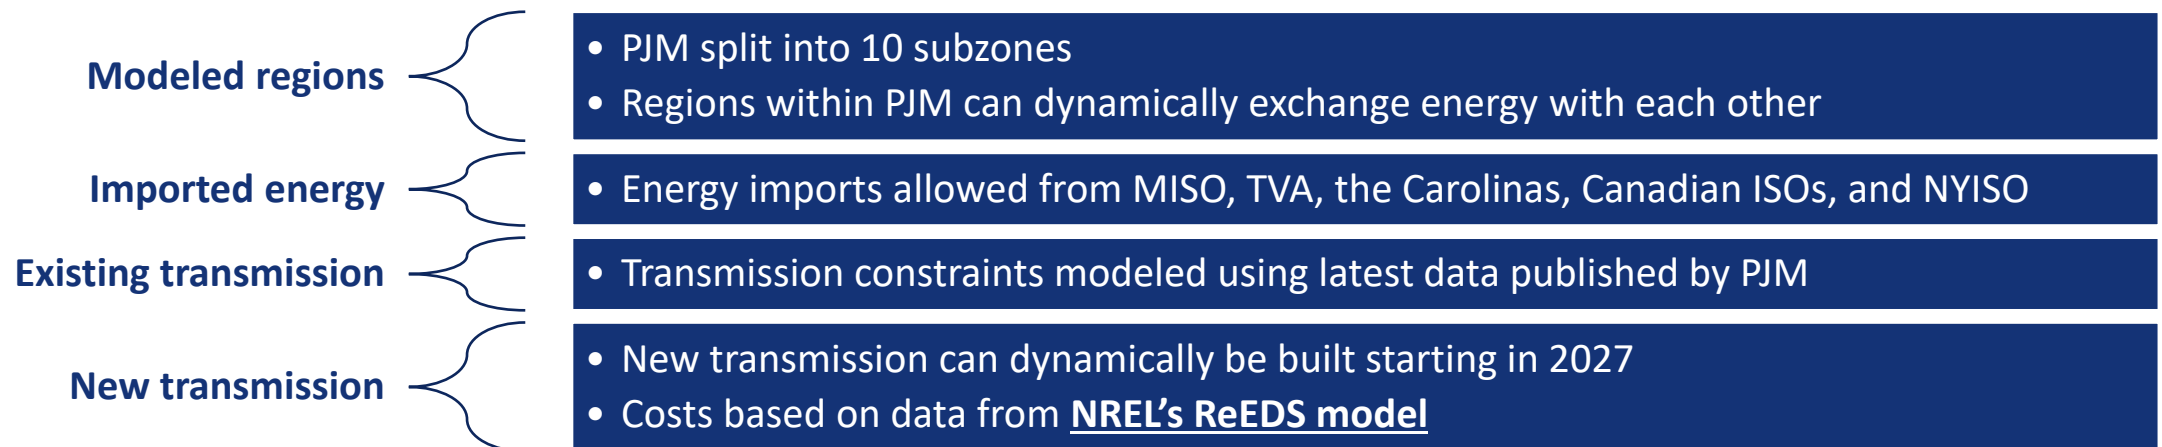 Modeled regions
• PJM split into 10 subzones
• Regions within PJM can dynamically exchange energy with each other
Imported energy
• Energy imports allowed from MISO, TVA, the Carolinas, Canadian ISOs, and NYISO
Existing transmission
• Transmission constraints modeled using latest data published by PJM
New transmission
• New transmission can dynamically be built starting in 2027
• Costs based on data from NREL’s ReEDS model